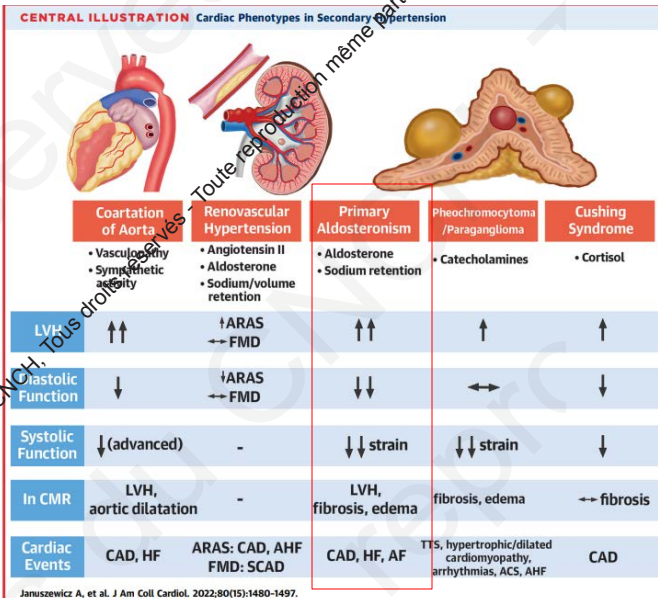 CENTRAL ILLUSTRATION Cardiac Phenotypes in Secondary Hypertension
Coartation
of Aorta
Renovascular
Hypertension
Primary
Aldosteronism
Pheochromocytoma
/Paraganglioma
Cushing
Syndrome
• Vasculopathy
• Sympathetic
activity
• Angiotensin II
• Aldosterone
• Sodium/volume
retention
• Aldosterone
• Sodium retention
• Catecholamines
• Cortisol
LVH
↑↑
↑ARAS
↔FMD
↑↑
↑
↑
Diastolic
Function
↓
↓ARAS
↔FMD
↓↓
↔
↓
Systolic
Function
↓(advanced)
-
↓↓ strain
↓↓ strain
↓
In CMR
LVH,
aortic dilatation
-
LVH,
fibrosis, edema
fibrosis, edema
↔ fibrosis
Cardiac
Events
CAD, HF
ARAS: CAD, AHF
FMD: SCAD
CAD, HF, AF
TTS, hypertrophic/dilated
cardiomyopathy,
arrhythmias, ACS, AHF
CAD
Januszewicz A, et al. J Am Coll Cardiol. 2022;80(15):1480-1497.
CNCH, Tous droits réservés - Toute reproduction même
du CNCH
repro